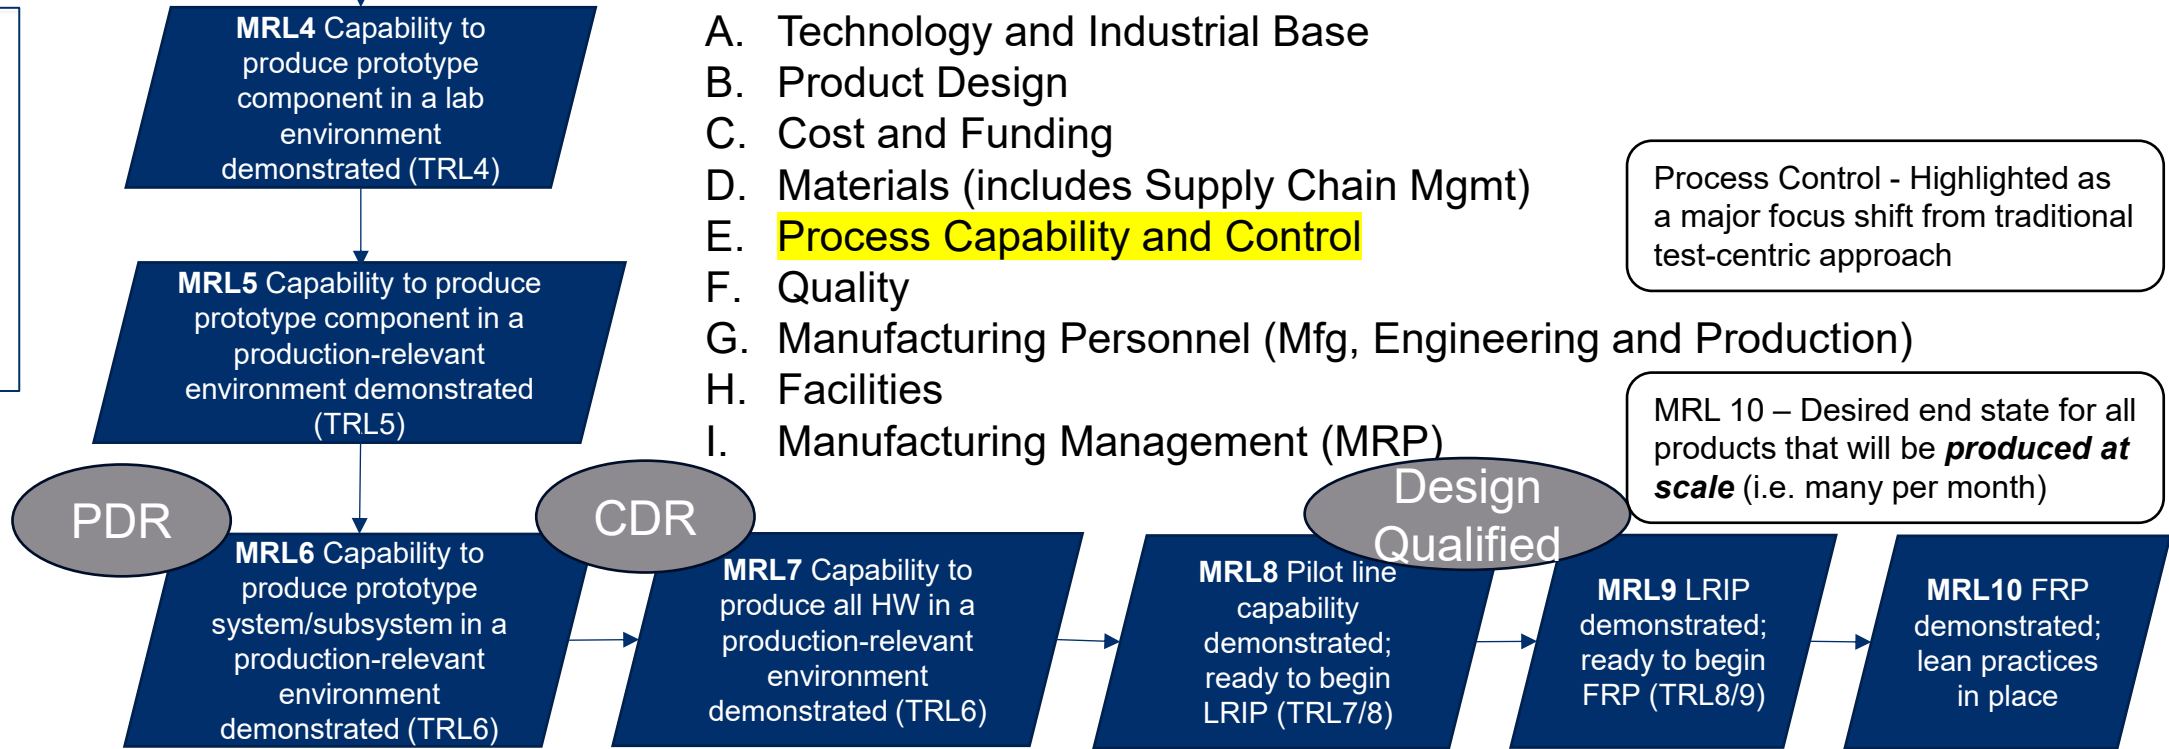 MRL4 Capability to
produce prototype
component in a lab
environment
demonstrated (TRL4)
MRL5 Capability to produce
prototype component in a
production-relevant
environment demonstrated
(TRL5)
A. Technology and Industrial Base
B. Product Design
C. Cost and Funding
D. Materials (includes Supply Chain Mgmt)
E. Process Capability and Control
F. Quality
G. Manufacturing Personnel (Mfg, Engineering and Production)
H. Facilities
I. Manufacturing Management (MRP)
Process Control - Highlighted as
a major focus shift from traditional
test-centric approach
MRL 10 – Desired end state for all
products that will be produced at
scale (i.e. many per month)
PDR
CDR
Design
Qualified
MRL6 Capability to
produce prototype
system/subsystem in a
production-relevant
environment
demonstrated (TRL6)
MRL7 Capability to
produce all HW in a
production-relevant
environment
demonstrated (TRL6)
MRL8 Pilot line
capability
demonstrated;
ready to begin
LRIP (TRL7/8)
MRL9 LRIP
demonstrated;
ready to begin
FRP (TRL8/9)
MRL10 FRP
demonstrated;
lean practices
in place